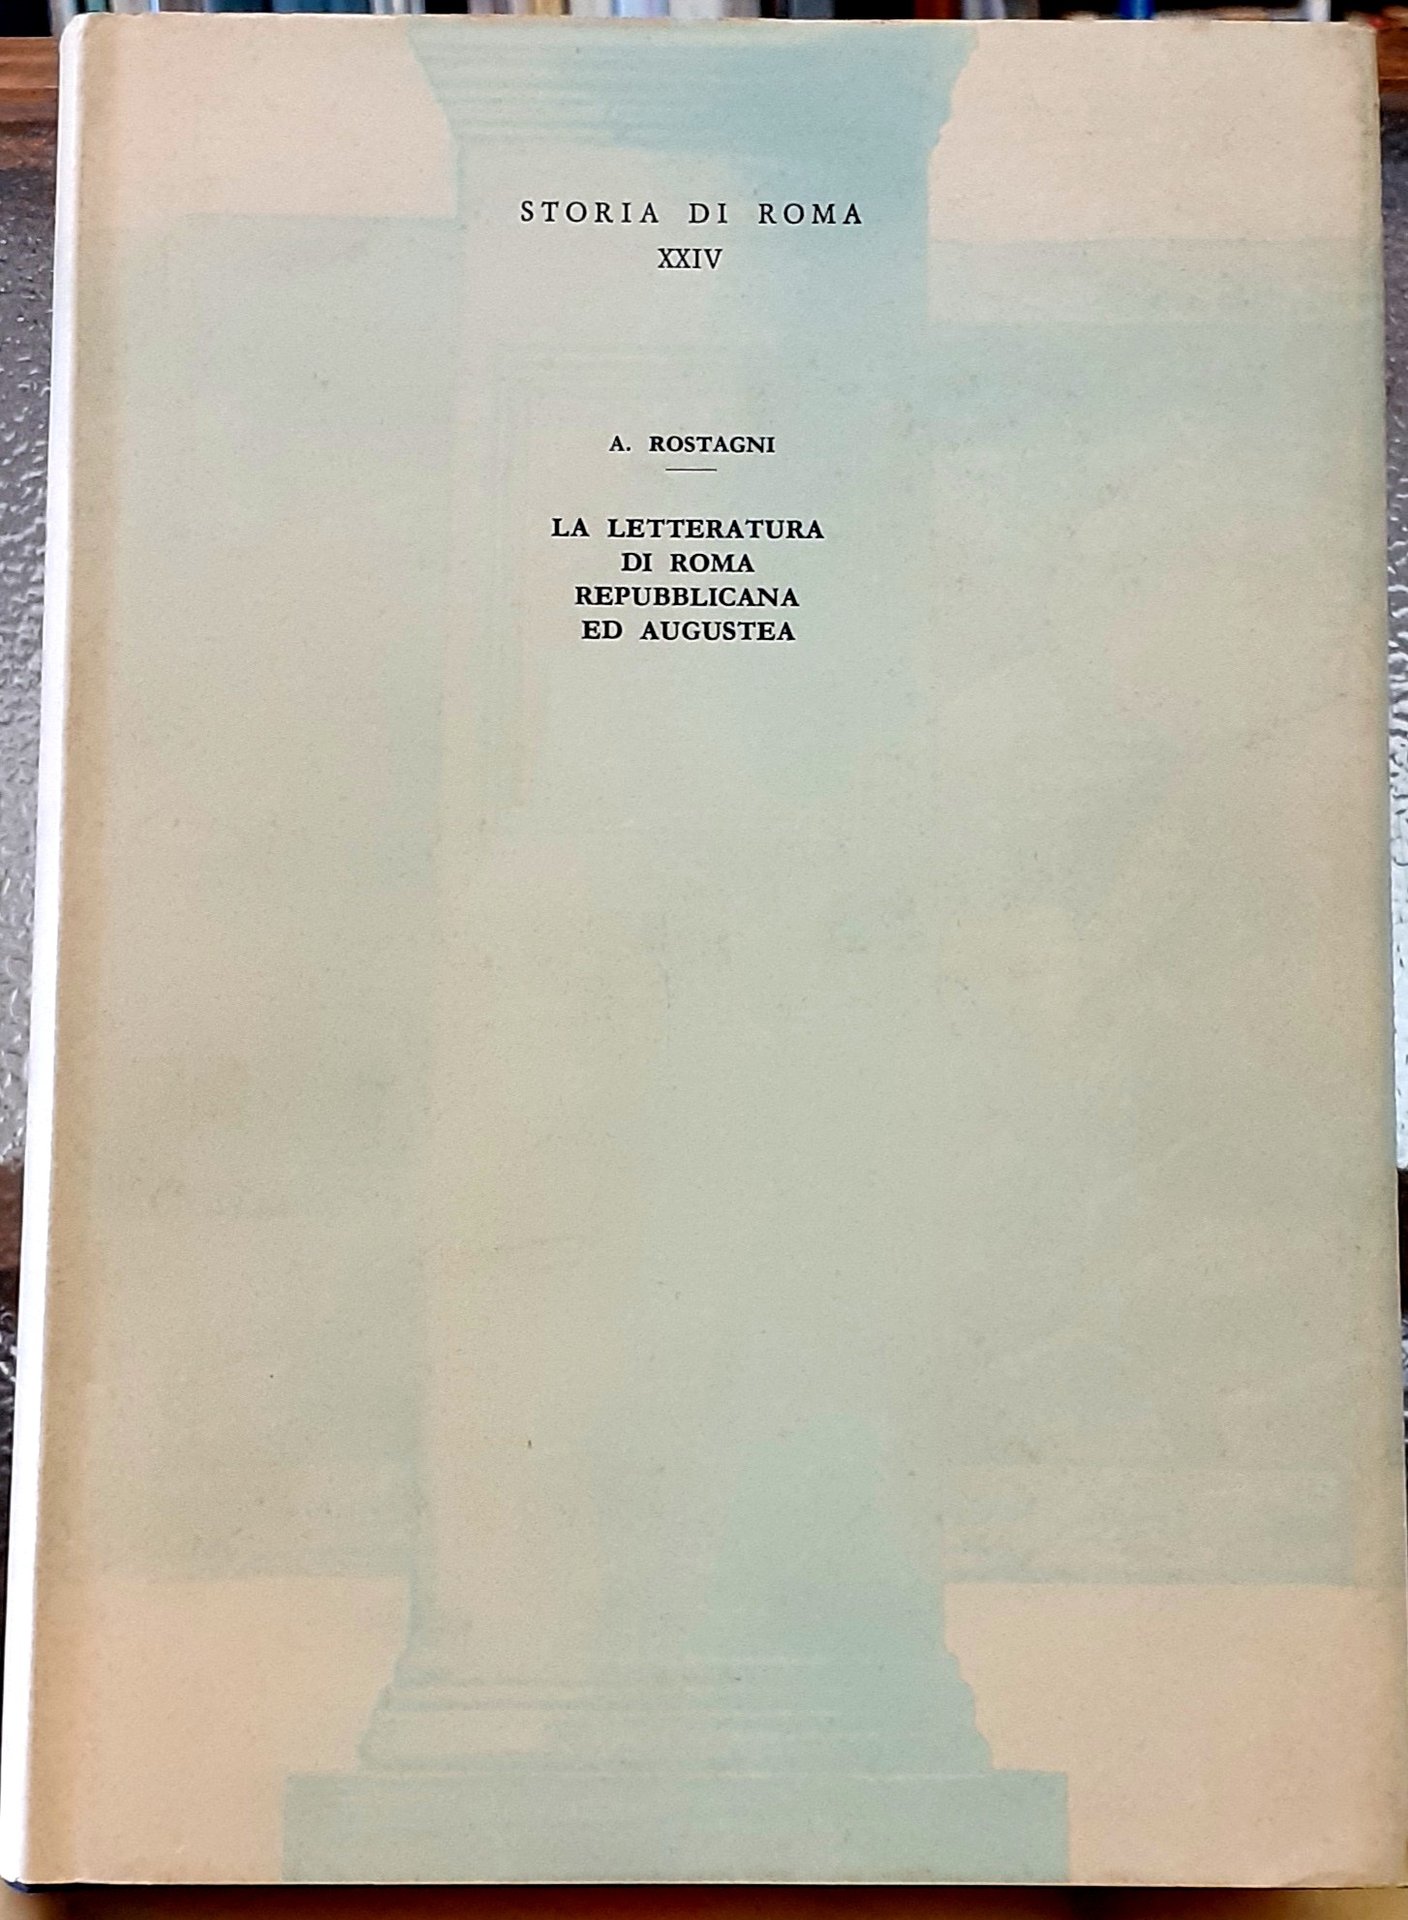 STORIA DI ROMA
XXIV
A. ROSTAGNI
LA LETTERATURA
DI ROMA
REPUBBLICANA
ED AUGUSTEA